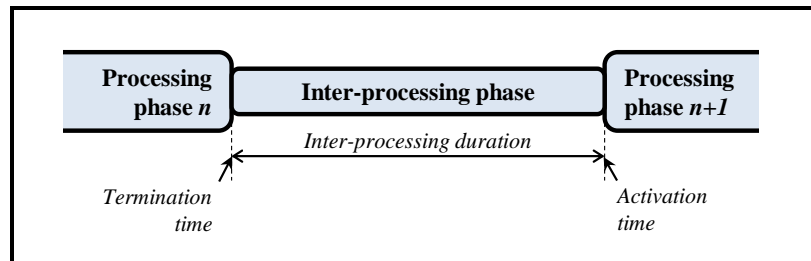 Processing
phase n
Inter-processing phase
Processing
phase n+1
Inter-processing duration
Termination
time
Activation
time